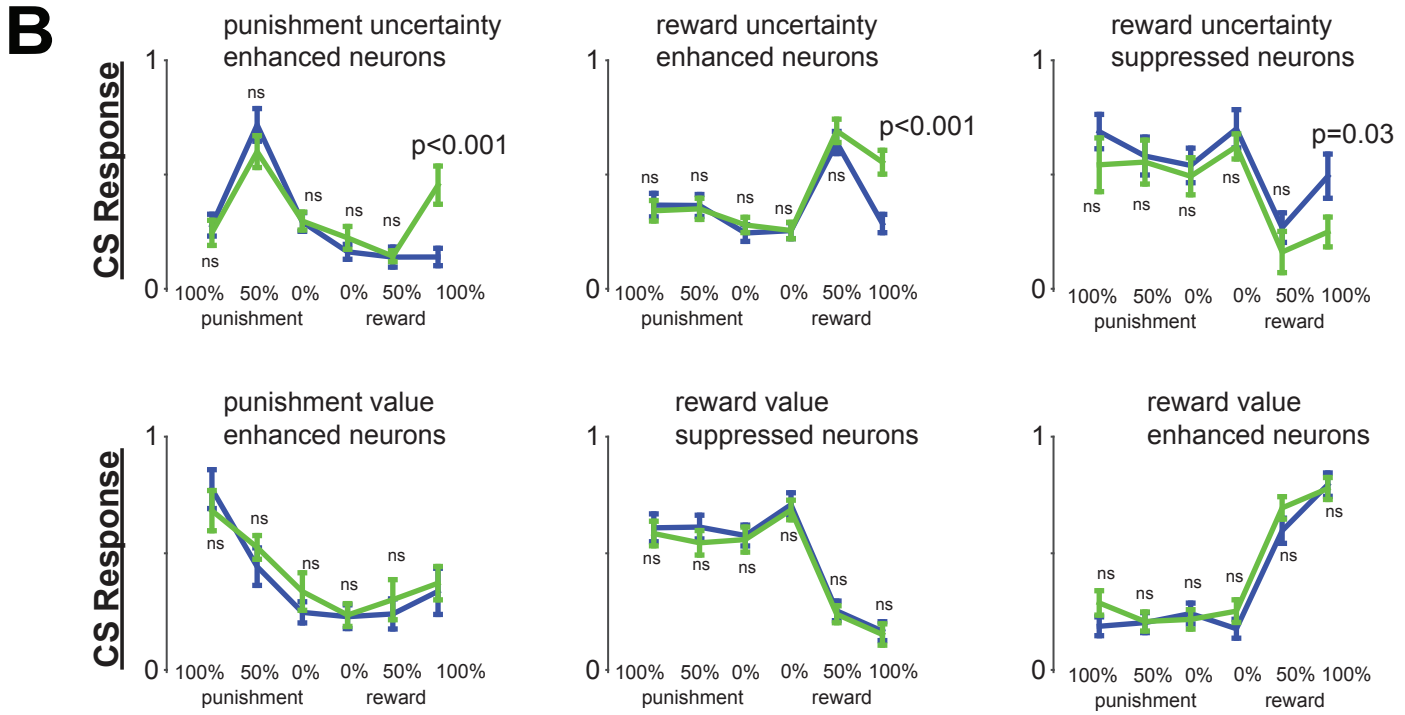 B
punishment uncertainty
enhanced neurons
reward uncertainty
enhanced neurons
reward uncertainty
suppressed neurons
CS Response
1
ns
p<0.001
ns
ns
ns
ns
0
100% 50% 0% 0% 50% 100%
punishment reward
ns
ns
ns
ns
ns
p<0.001
100% 50% 0% 0% 50% 100%
punishment reward
1
p=0.03
ns
ns
ns
ns
ns
0
100% 50% 0% 0% 50% 100%
punishment reward
1
0
punishment value
enhanced neurons
reward value
suppressed neurons
reward value
enhanced neurons
CS Response
1
ns
ns
ns
ns
ns
ns
0
100% 50% 0% 0% 50% 100%
punishment reward
1
ns
ns
ns
ns
ns
ns
0
100% 50% 0% 0% 50% 100%
punishment reward
1
ns
ns
ns
ns
ns
ns
0
100% 50% 0% 0% 50% 100%
punishment reward